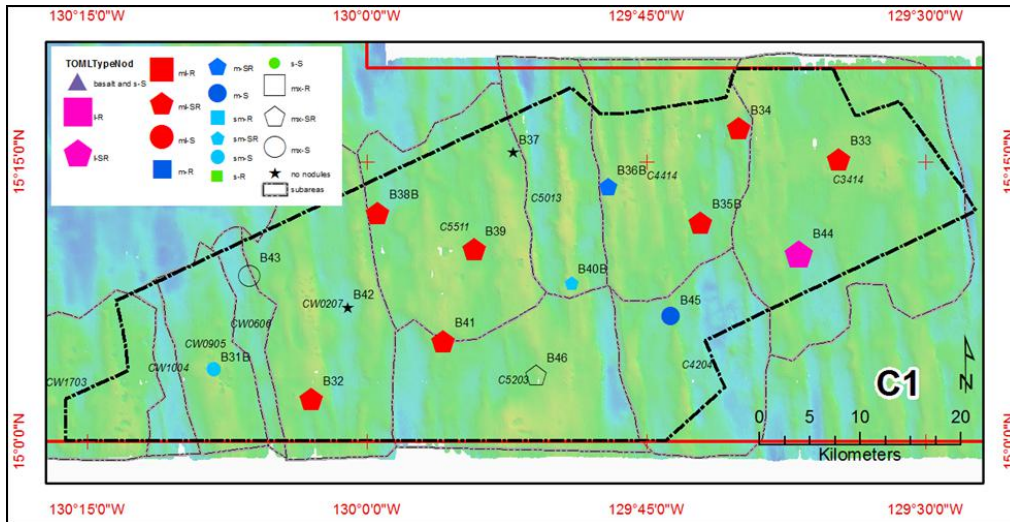 130°15'0"W 130°0'0"W 129°45'0"W 129°30'0"W
TOMLTypeNod
basalt and s-S
l-R
l-SR
ml-R
ml-SR
ml-S
m-R
m-SR
m-S
sm-R
sm-SR
sm-S
s-R
s-S
mx-R
mx-SR
mx-S
no nodules
subareas
15°15'0"N
15°15'0"N
B34
B37
B33
B36B
C4414
C3414
C5013
B38B
C5511
B35B
B39
B44
B43
B40B
CW0207
B42
B45
CW0606
B41
CW0905
B31B
CW1004
B46
C4204
CW1703
B32
C5203
C1
N
0 5 10 20
Kilometers
15°0'0"N
15°0'0"N
130°15'0"W 130°0'0"W 129°45'0"W 129°30'0"W